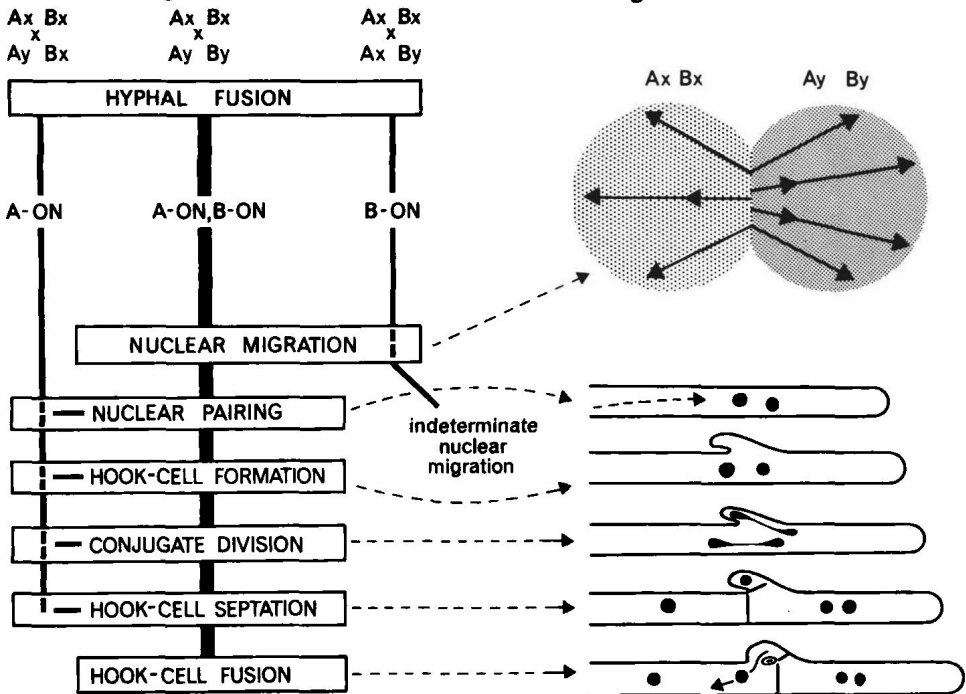 Ax Bx
x
Ay Bx
Ax Bx
x
Ay By
Ax Bx
x
Ax By
HYPHAL FUSION
A-ON
A-ON,B-ON
B-ON
Ax Bx
Ay By
NUCLEAR MIGRATION
NUCLEAR PAIRING
indeterminate
nuclear
migration
HOOK-CELL FORMATION
CONJUGATE DIVISION
HOOK-CELL SEPTATION
HOOK-CELL FUSION